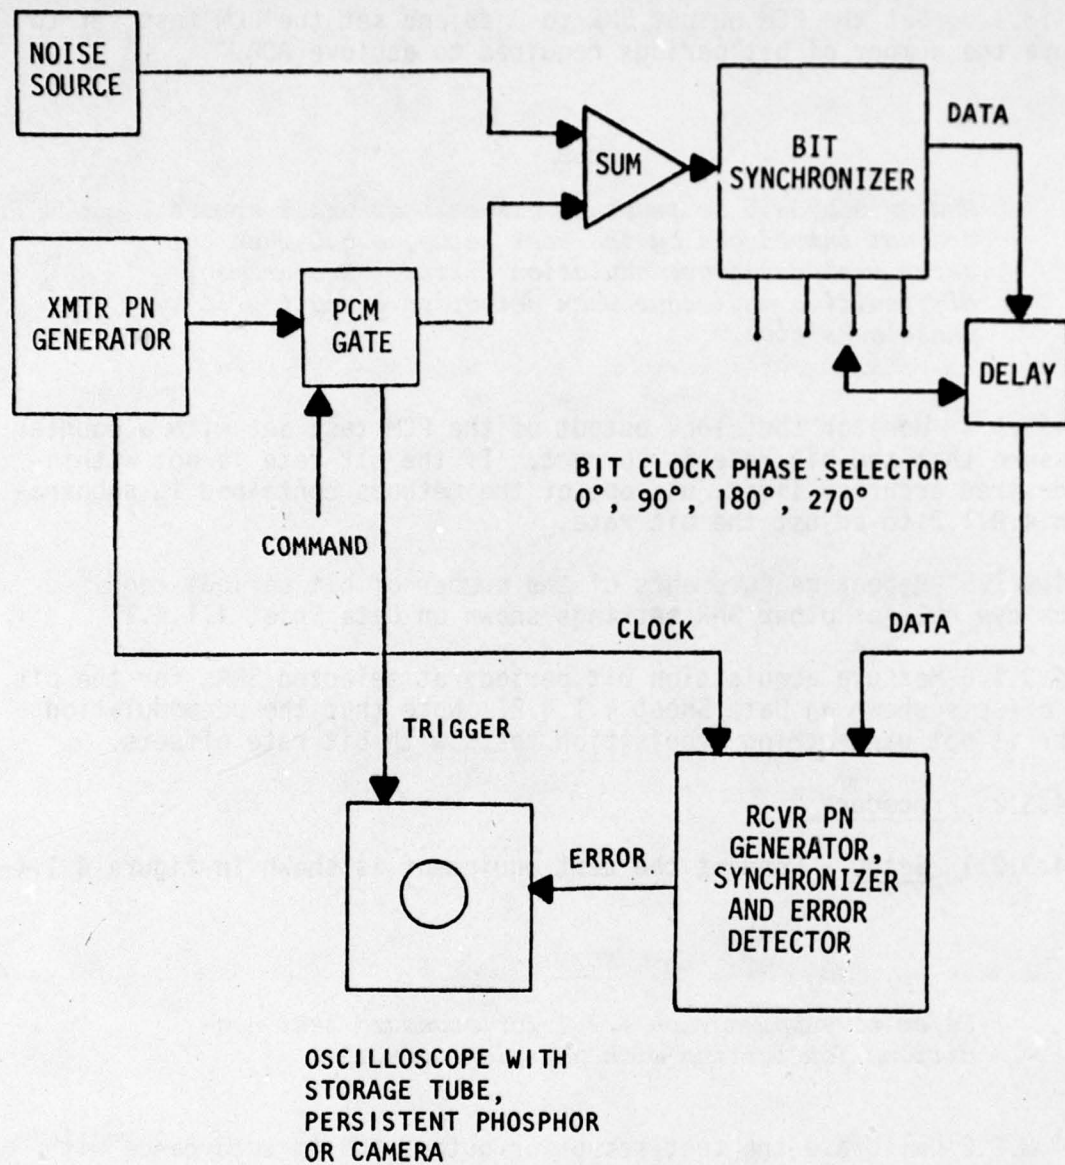 NOISE
SOURCE
DATA
SUM
BIT
SYNCHRONIZER
XMTR PN
GENERATOR
PCM
GATE
DELAY
BIT CLOCK PHASE SELECTOR
0°, 90°, 180°, 270°
COMMAND
CLOCK
DATA
TRIGGER
ERROR
RCVR PN
GENERATOR,
SYNCHRONIZER
AND ERROR
DETECTOR
OSCILLOSCOPE WITH
STORAGE TUBE,
PERSISTENT PHOSPHOR
OR CAMERA